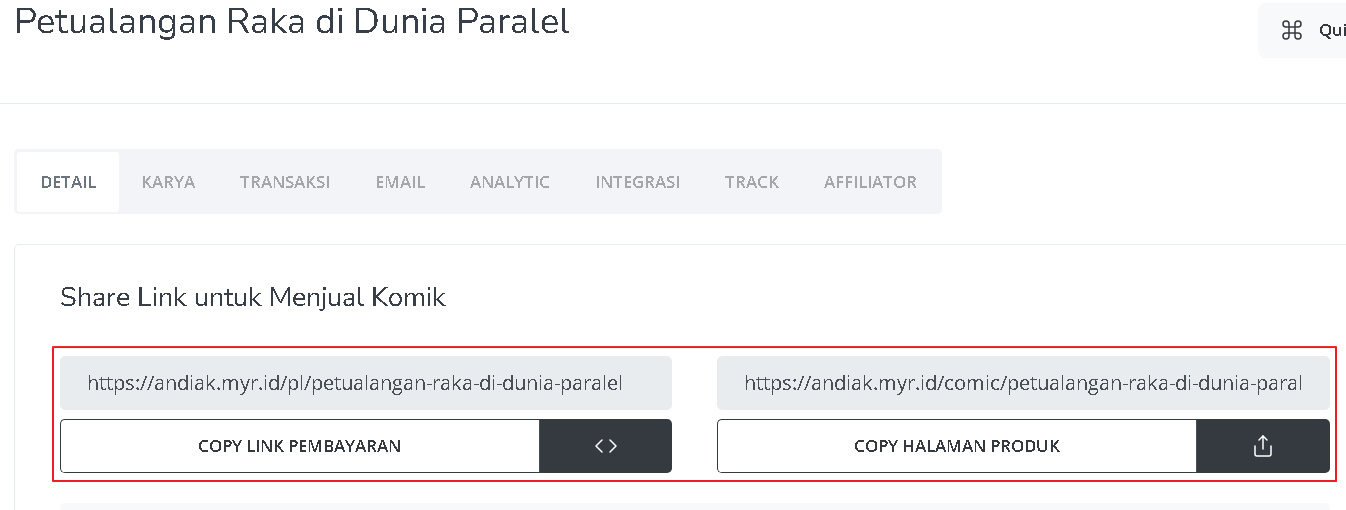 Petualangan Raka di Dunia Paralel
Qui
DETAIL KARYA TRANSAKSI EMAIL ANALYTIC INTEGRASI TRACK AFFILIATOR
Share Link untuk Menjual Komik
https://andiak.myr.id/pl/petualangan-raka-di-dunia-paralel https://andiak.myr.id/comic/petualangan-raka-di-dunia-paral
COPY LINK PEMBAYARAN COPY HALAMAN PRODUK